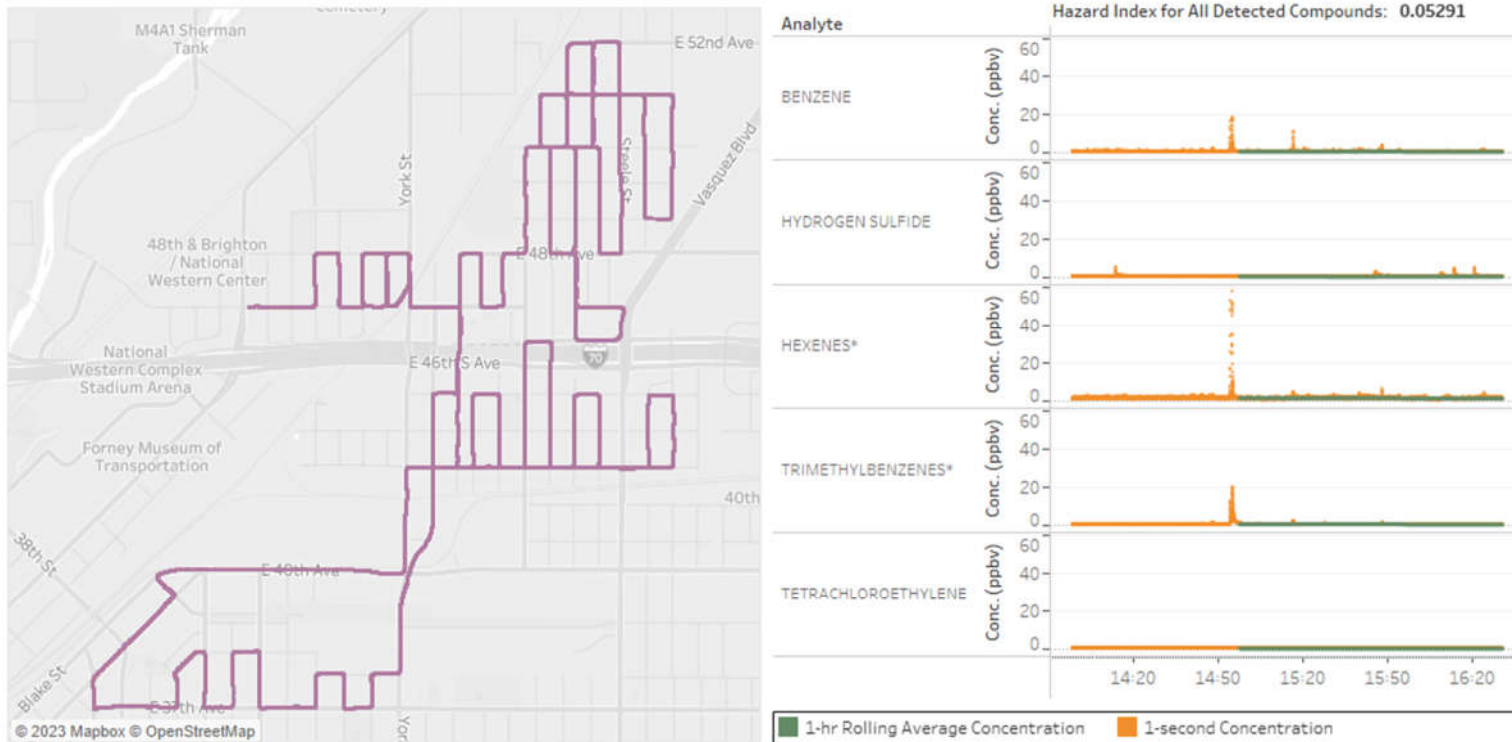 cemetery
M4A1 Sherman
Tank
E 52nd Ave
York St
Steele St
Vasquez Blvd
48th & Brighton
/ National
Western Center
E 48th Ave
National
Western Complex
Stadium Arena
E 46th S Ave
70
Forney Museum of
Transportation
40th
38th St
E 40th Ave
Blake St
E 37th Ave
Yor
© 2023 Mapbox © OpenStreetMap
Analyte
Hazard Index for All Detected Compounds: 0.05291
BENZENE
Conc. (ppbv)
60
40
20
0
HYDROGEN SULFIDE
Conc. (ppbv)
60
40
20
0
HEXENES*
Conc. (ppbv)
60
40
20
0
TRIMETHYLBENZENES*
Conc. (ppbv)
60
40
20
0
TETRACHLOROETHYLENE
Conc. (ppbv)
60
40
20
0
14:20 14:50 15:20 15:50 16:20
1-hr Rolling Average Concentration 1-second Concentration